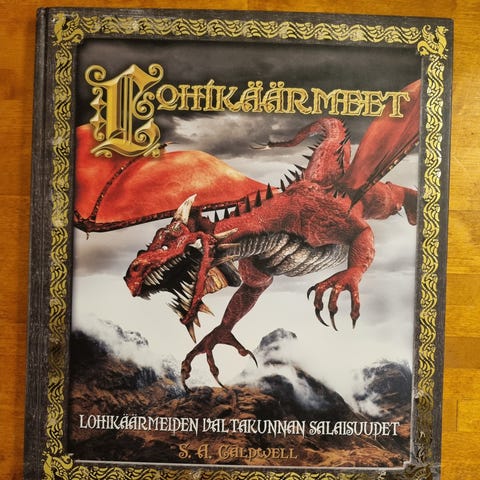 LOHIKÄÄRMEET
LOHIKÄÄRMEIDEN VALTAKUNNAN SALAISUUDET
S. A. CALDWELL